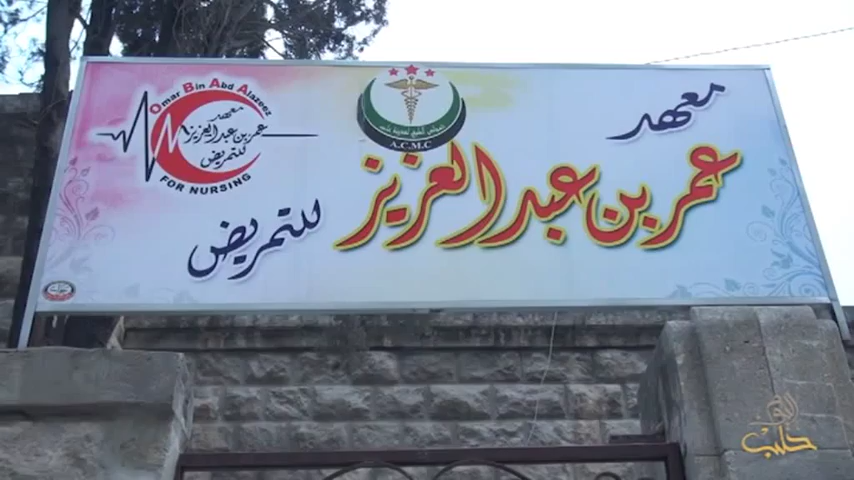 معهد
عمر بن عبد العزيز
للتمريض
Omar Bin Abd Alazeez
معهد
عمر بن عبد العزيز
للتمريض
FOR NURSING
A.C.M.C
حلب